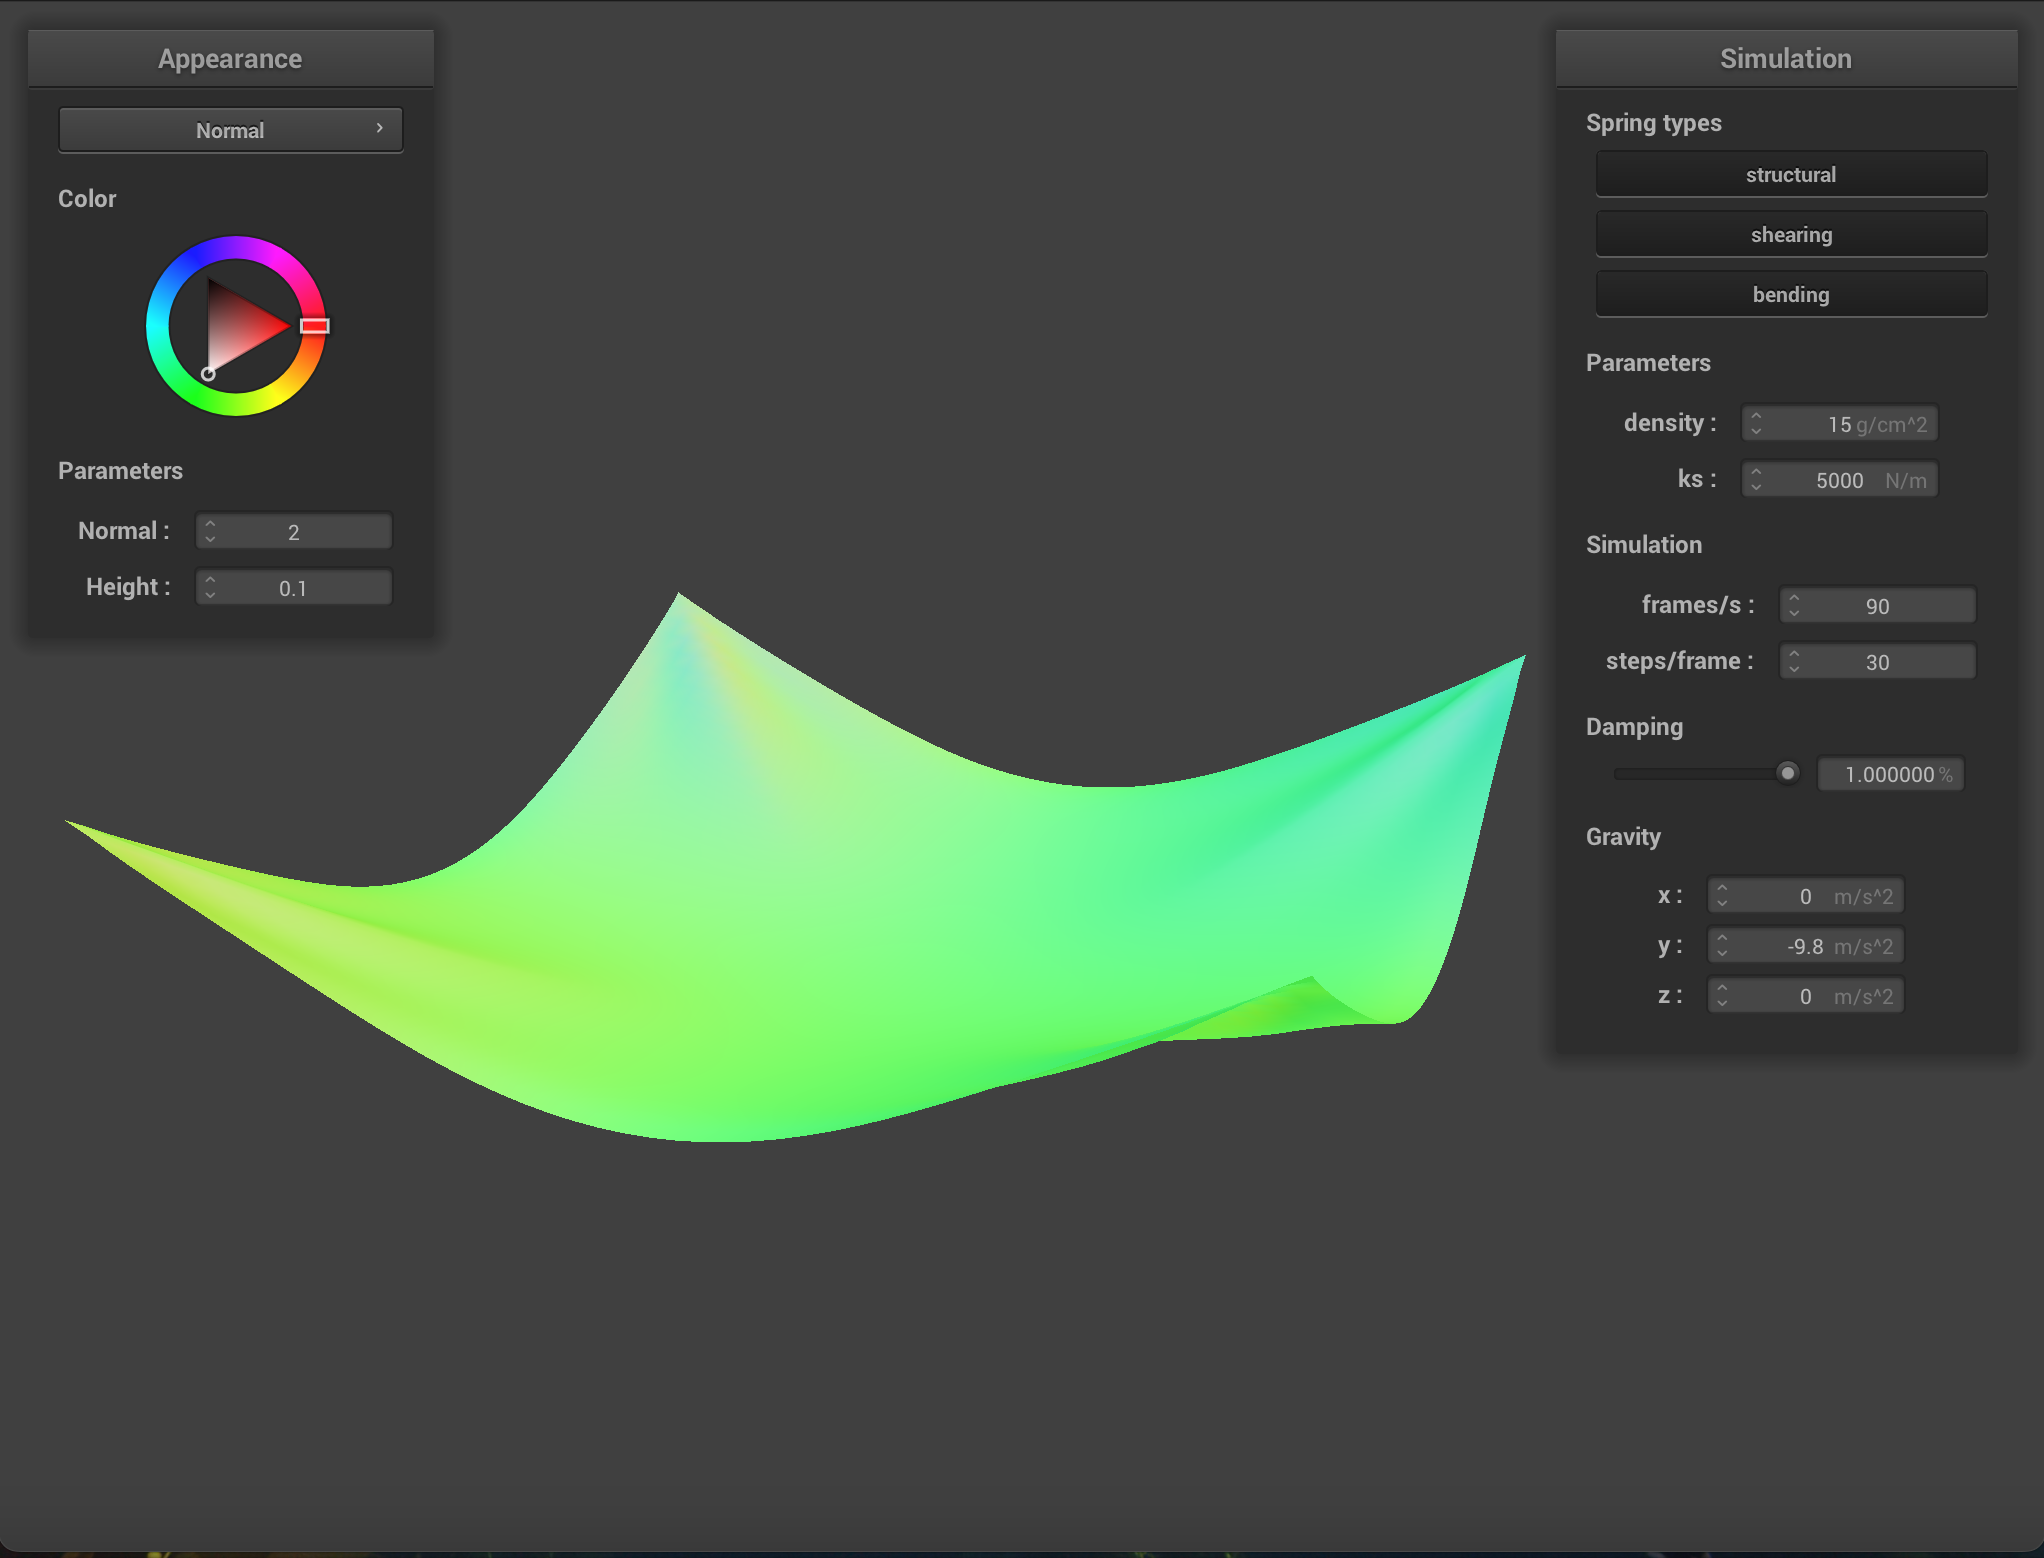 Appearance
Normal
Color
Parameters
Normal : 2
Height : 0.1
Simulation
Spring types
structural
shearing
bending
Parameters
density : 15 g/cm^2
ks : 5000 N/m
Simulation
frames/s : 90
steps/frame : 30
Damping
1.000000 %
Gravity
x : 0 m/s^2
y : -9.8 m/s^2
z : 0 m/s^2